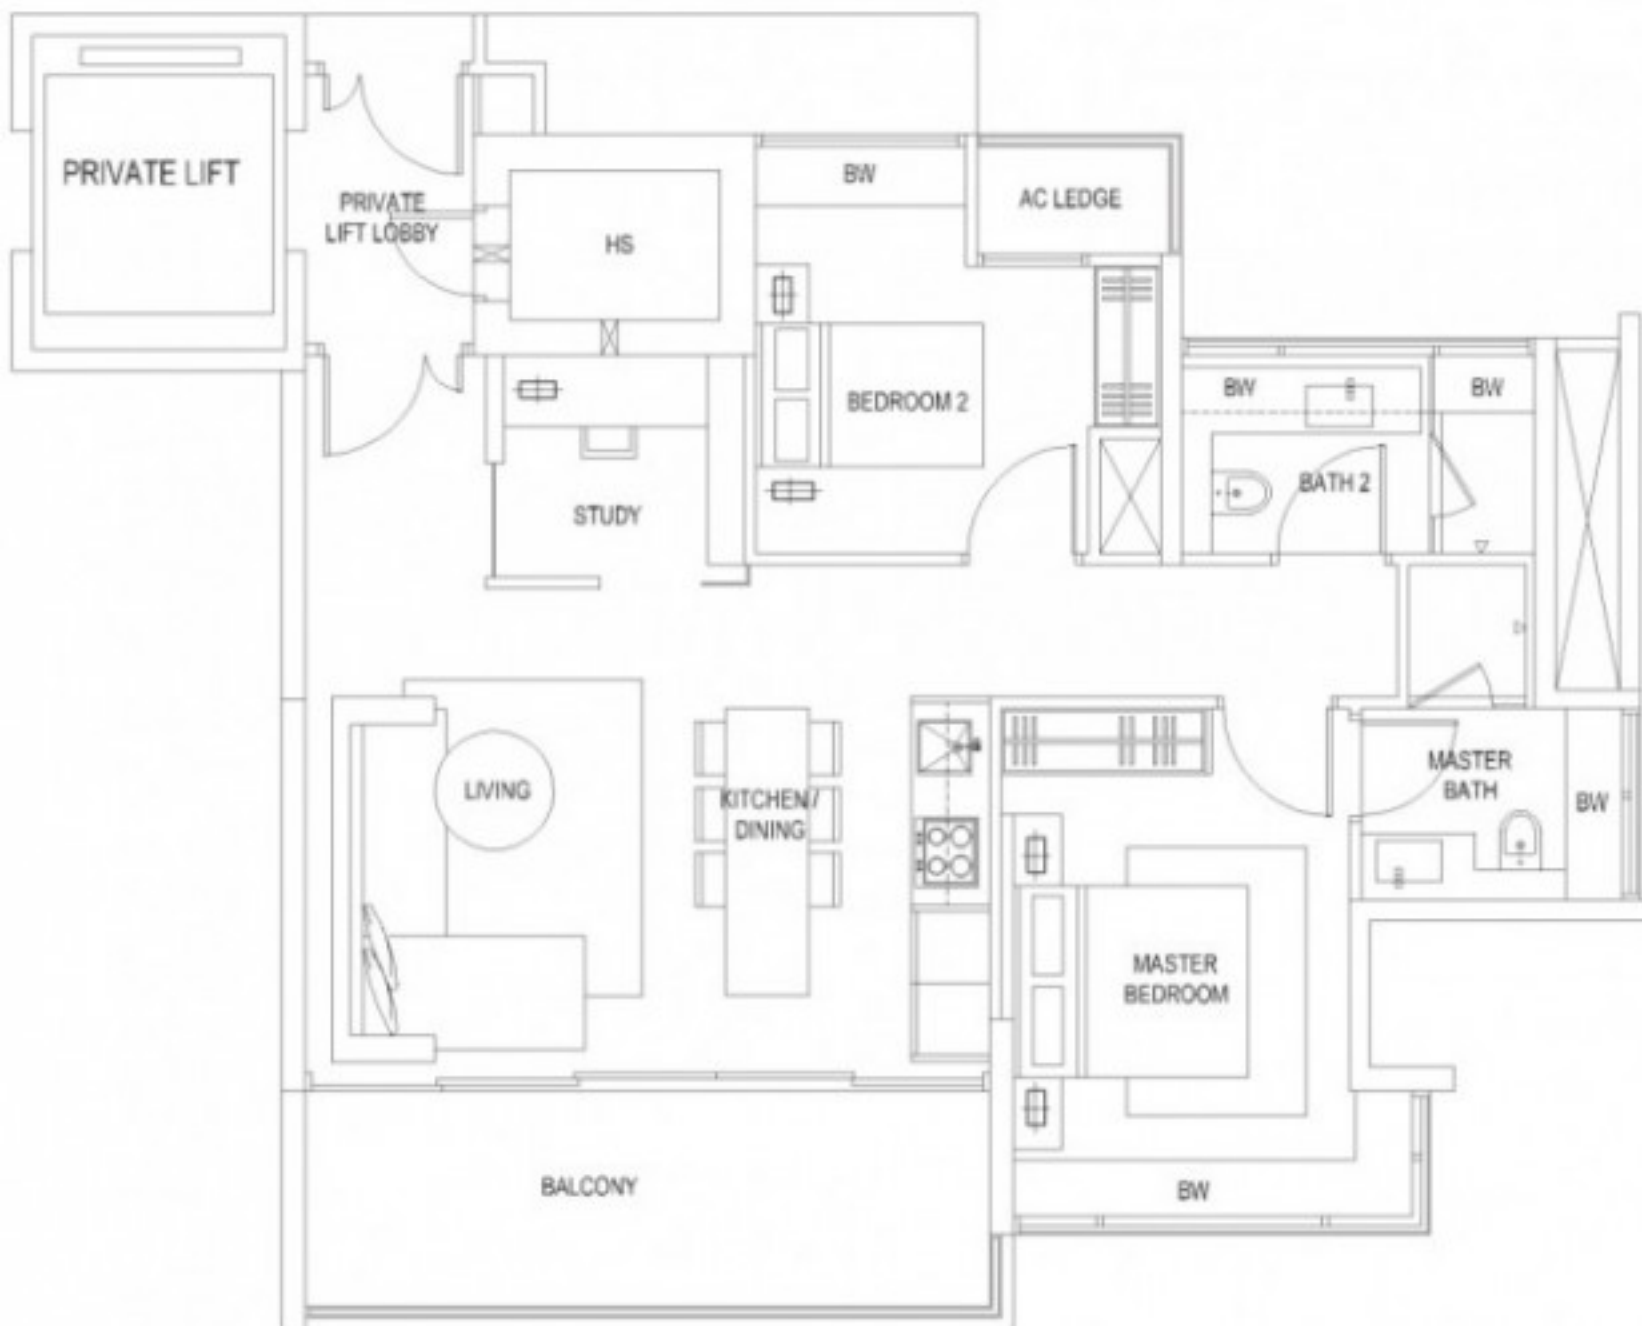 PRIVATE LIFT
PRIVATE
LIFT LOBBY
HS
BW
AC LEDGE
BEDROOM 2
BW
BW
BATH 2
STUDY
LIVING
KITCHEN /
DINING
MASTER
BATH
BW
MASTER
BEDROOM
BALCONY
BW